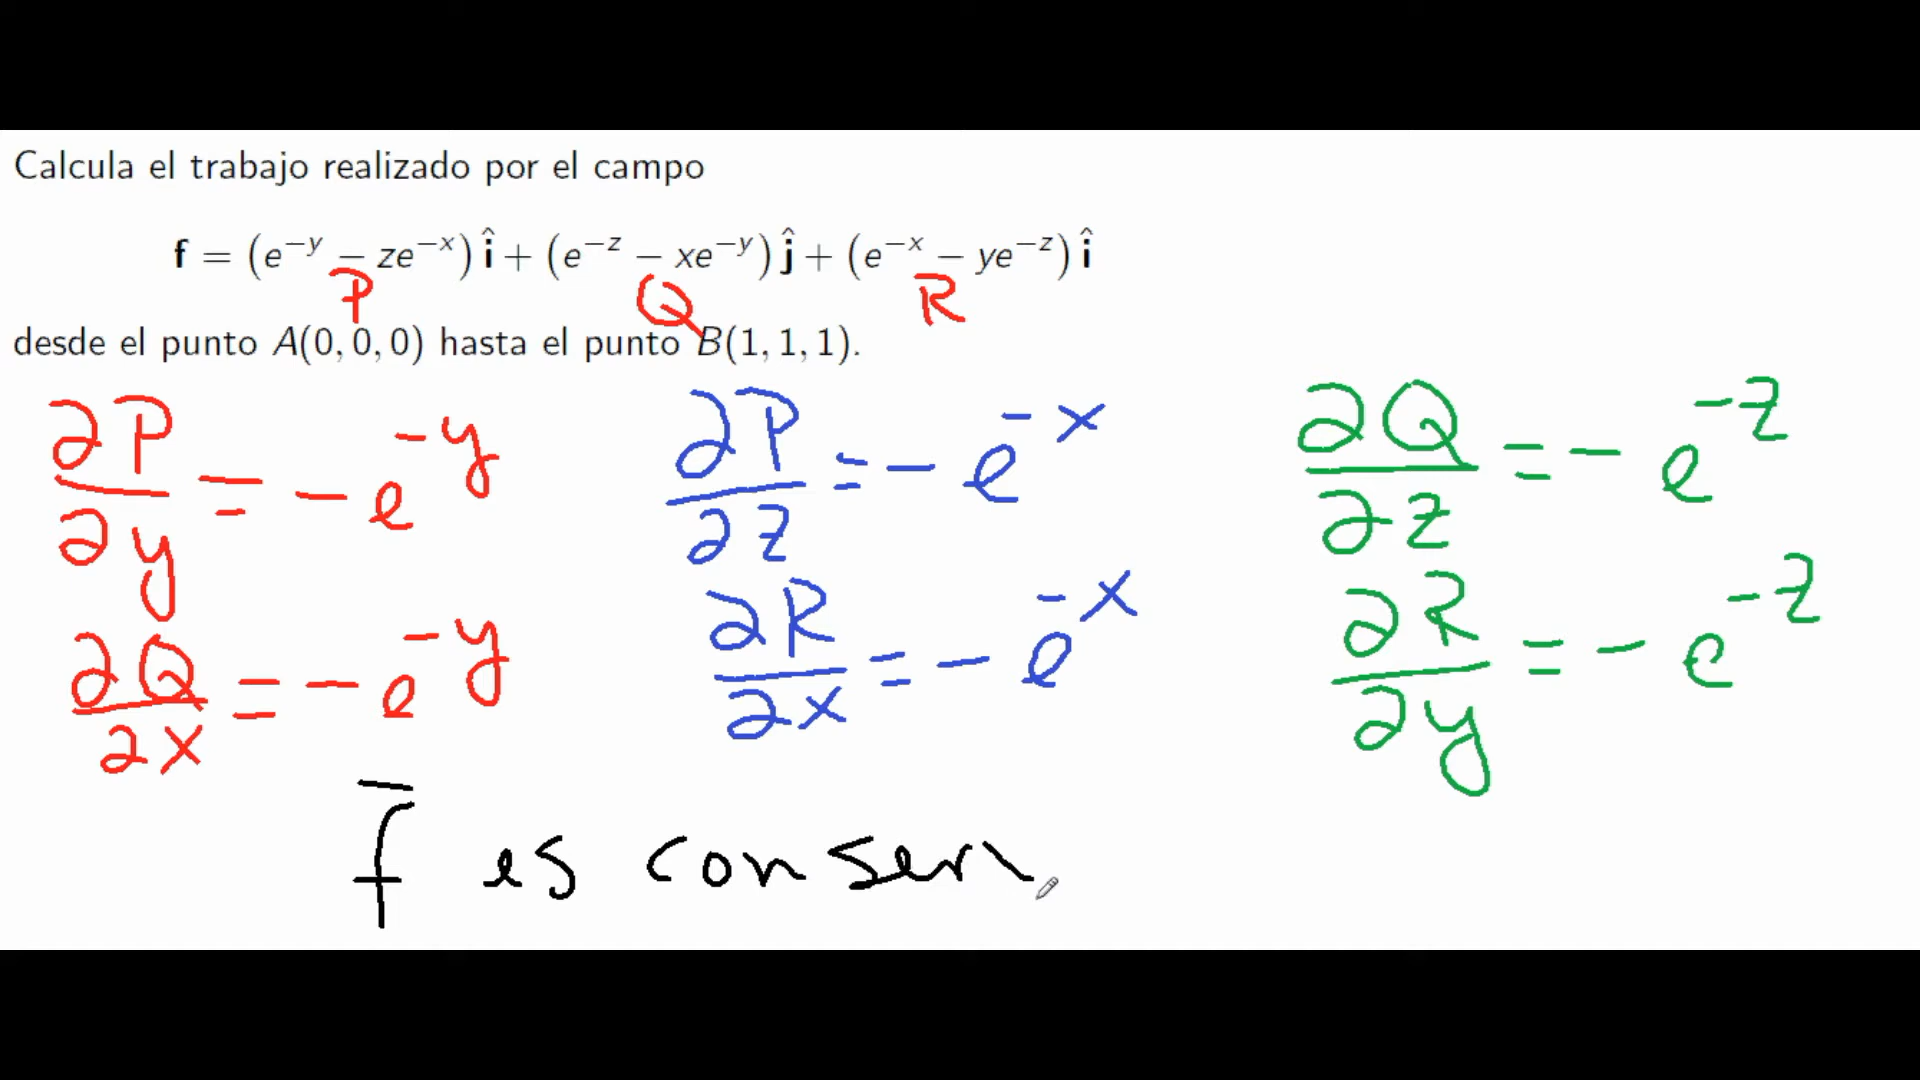 Calcula el trabajo realizado por el campo
f = (e^{-y} - ze^{-x}) î + (e^{-z} - xe^{-y}) ĵ + (e^{-x} - ye^{-z}) î
P Q R
desde el punto A(0, 0, 0) hasta el punto B(1, 1, 1).
∂P/∂y = -e^{-y} ∂P/∂z = -e^{-x} ∂Q/∂z = -e^{-z}
∂Q/∂x = -e^{-y} ∂R/∂x = -e^{-x} ∂R/∂y = -e^{-z}
f̄ es conserv